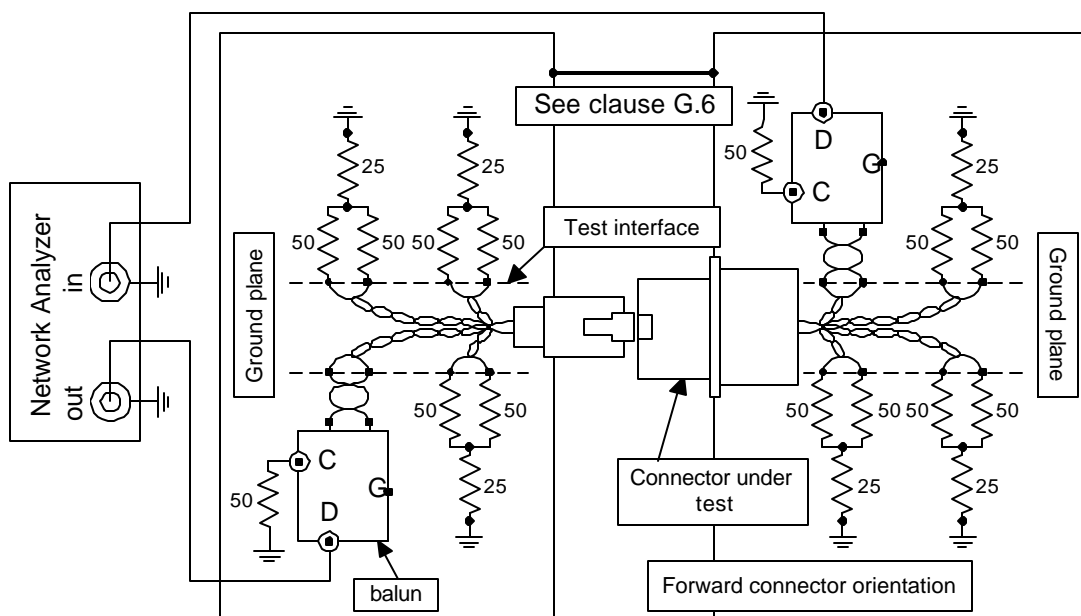 See clause G.6
D
50
G
C
25
25
25
50
50
50
50
50
50
Test interface
Network Analyzer
in
out
Ground plane
Ground plane
50
50
50
50
50
50
C
G
50
D
25
25
25
Connector under
test
balun
Forward connector orientation